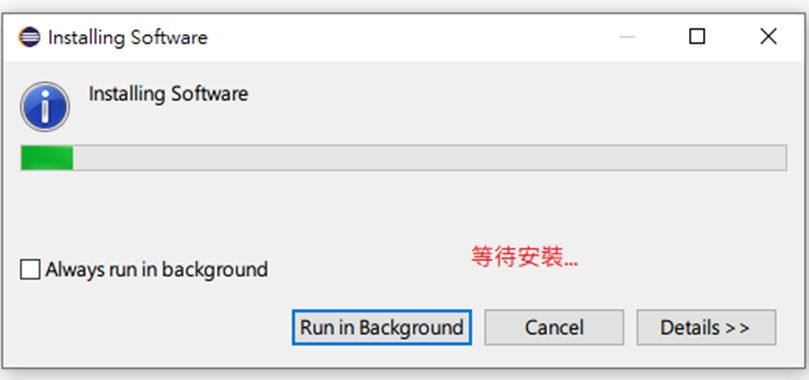 Installing Software
Installing Software
等待安裝...
Always run in background
Run in Background
Cancel
Details >>